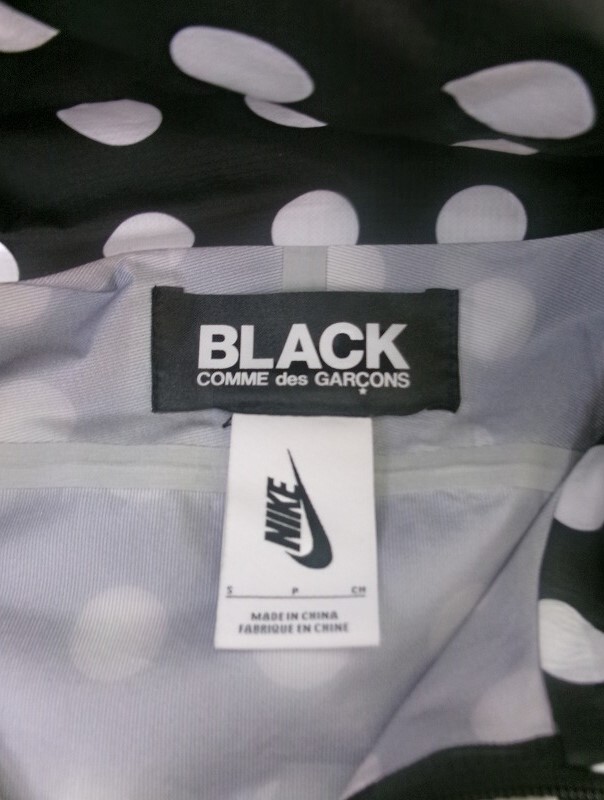 BLACK
COMME des GARÇONS
*
NIKE
S P CH
MADE IN CHINA
FABRIQUE EN CHINE